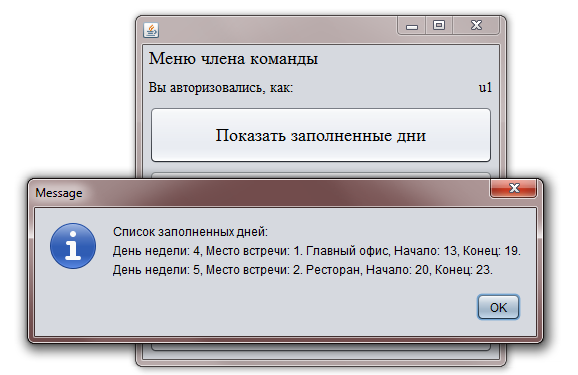 Меню члена команды
Вы авторизовались, как: u1
Показать заполненные дни
Message
Список заполненных дней:
День недели: 4, Место встречи: 1. Главный офис, Начало: 13, Конец: 19.
День недели: 5, Место встречи: 2. Ресторан, Начало: 20, Конец: 23.
OK